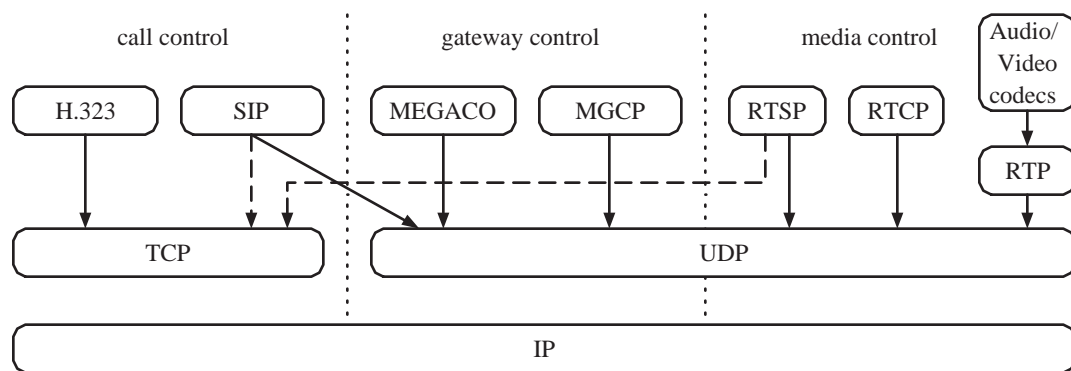 call control
gateway control
media control
Audio/
Video
codecs
H.323
SIP
MEGACO
MGCP
RTSP
RTCP
RTP
TCP
UDP
IP